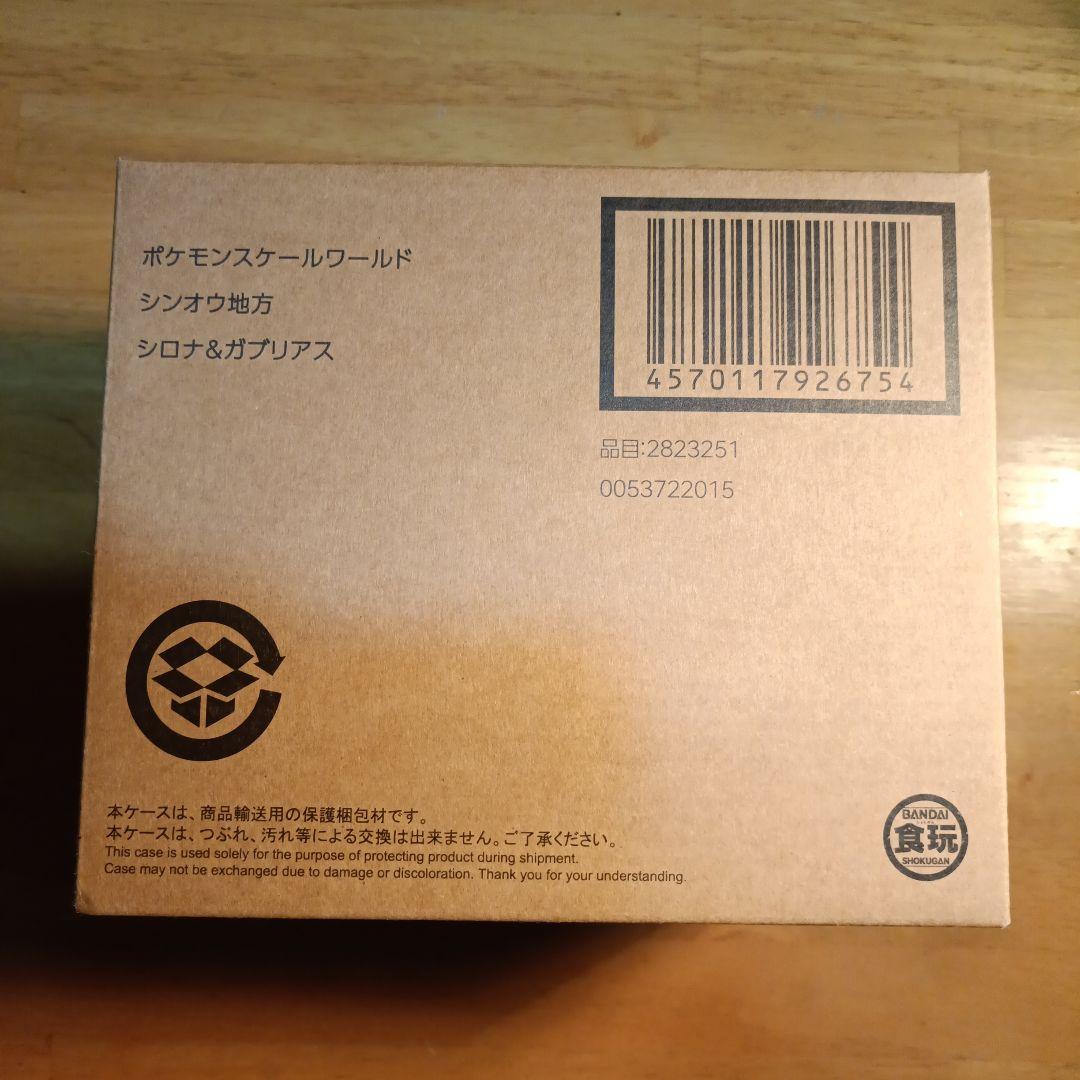 ポケモンスケールワールド
シンオウ地方
シロナ&ガブリアス
4570117926754
品目:2823251
0053722015
本ケースは、商品輸送用の保護梱包材です。
本ケースは、つぶれ、汚れ等による交換は出来ません。ご了承ください。
This case is used solely for the purpose of protecting product during shipment.
Case may not be exchanged due to damage or discoloration. Thank you for your understanding.
BANDAI
食玩
SHOKUGAN